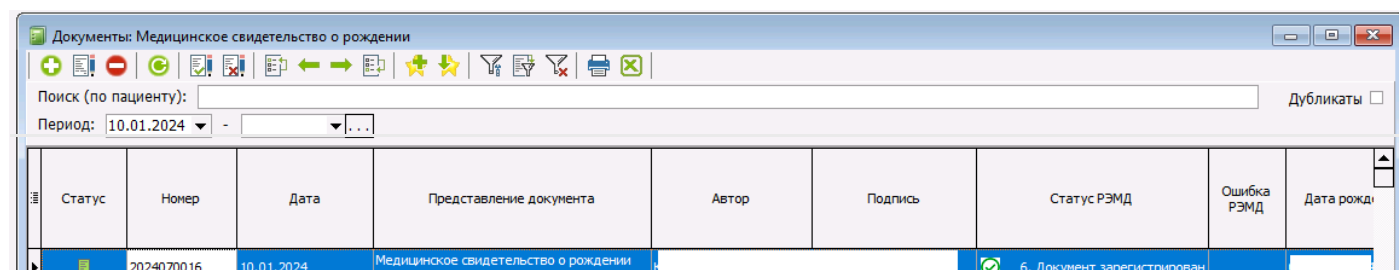 Документы: Медицинское свидетельство о рождении
Поиск (по пациенту):
Дубликаты
Период: 10.01.2024 - ...
Статус Номер Дата Представление документа Автор Подпись Статус РЭМД Ошибка РЭМД Дата
2024070016 10.01.2024 Медицинское свидетельство о рождении 6. Документ зарегистрирован